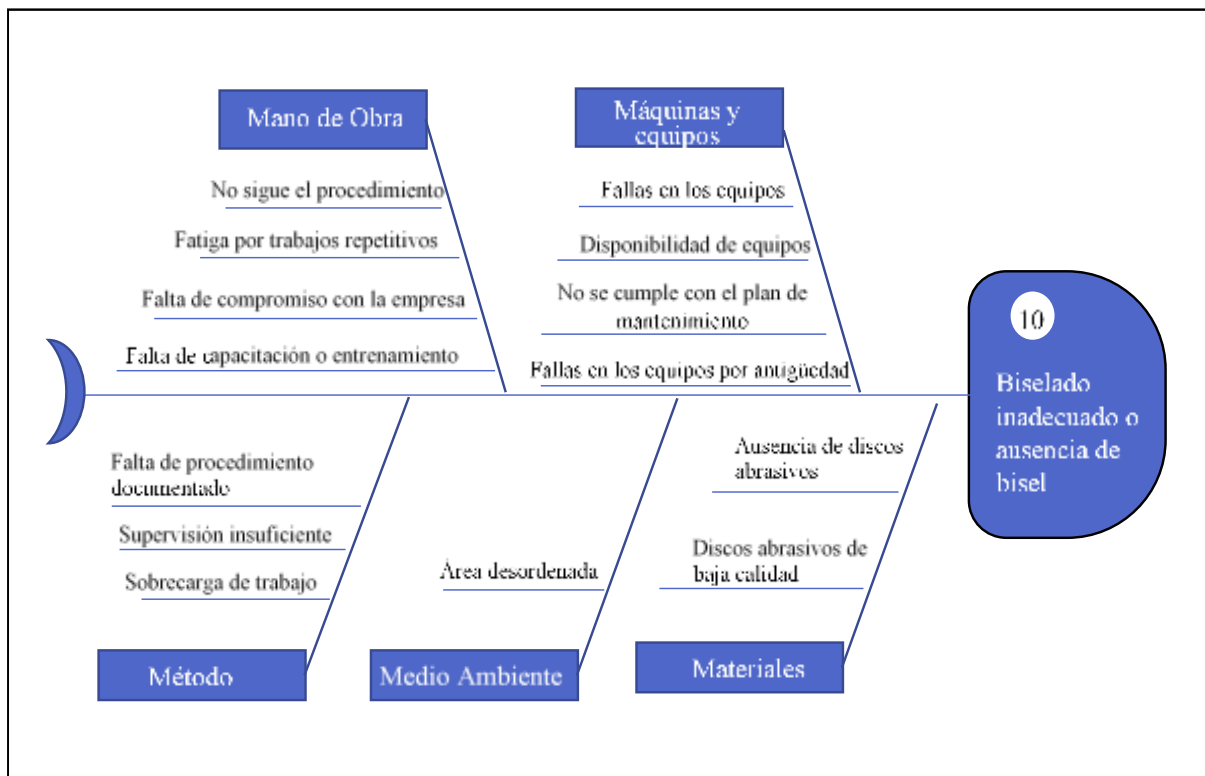 Mano de Obra
Máquinas y
equipos
No sigue el procedimiento
Fatiga por trabajos repetitivos
Falta de compromiso con la empresa
Falta de capacitación o entrenamiento
Fallas en los equipos
Disponibilidad de equipos
No se cumple con el plan de
mantenimiento
Fallas en los equipos por antigüedad
10
Biselado
inadecuado o
ausencia de
bisel
Falta de procedimiento
documentado
Supervisión insuficiente
Sobrecarga de trabajo
Área desordenada
Ausencia de discos
abrasivos
Discos abrasivos de
baja calidad
Método
Medio Ambiente
Materiales